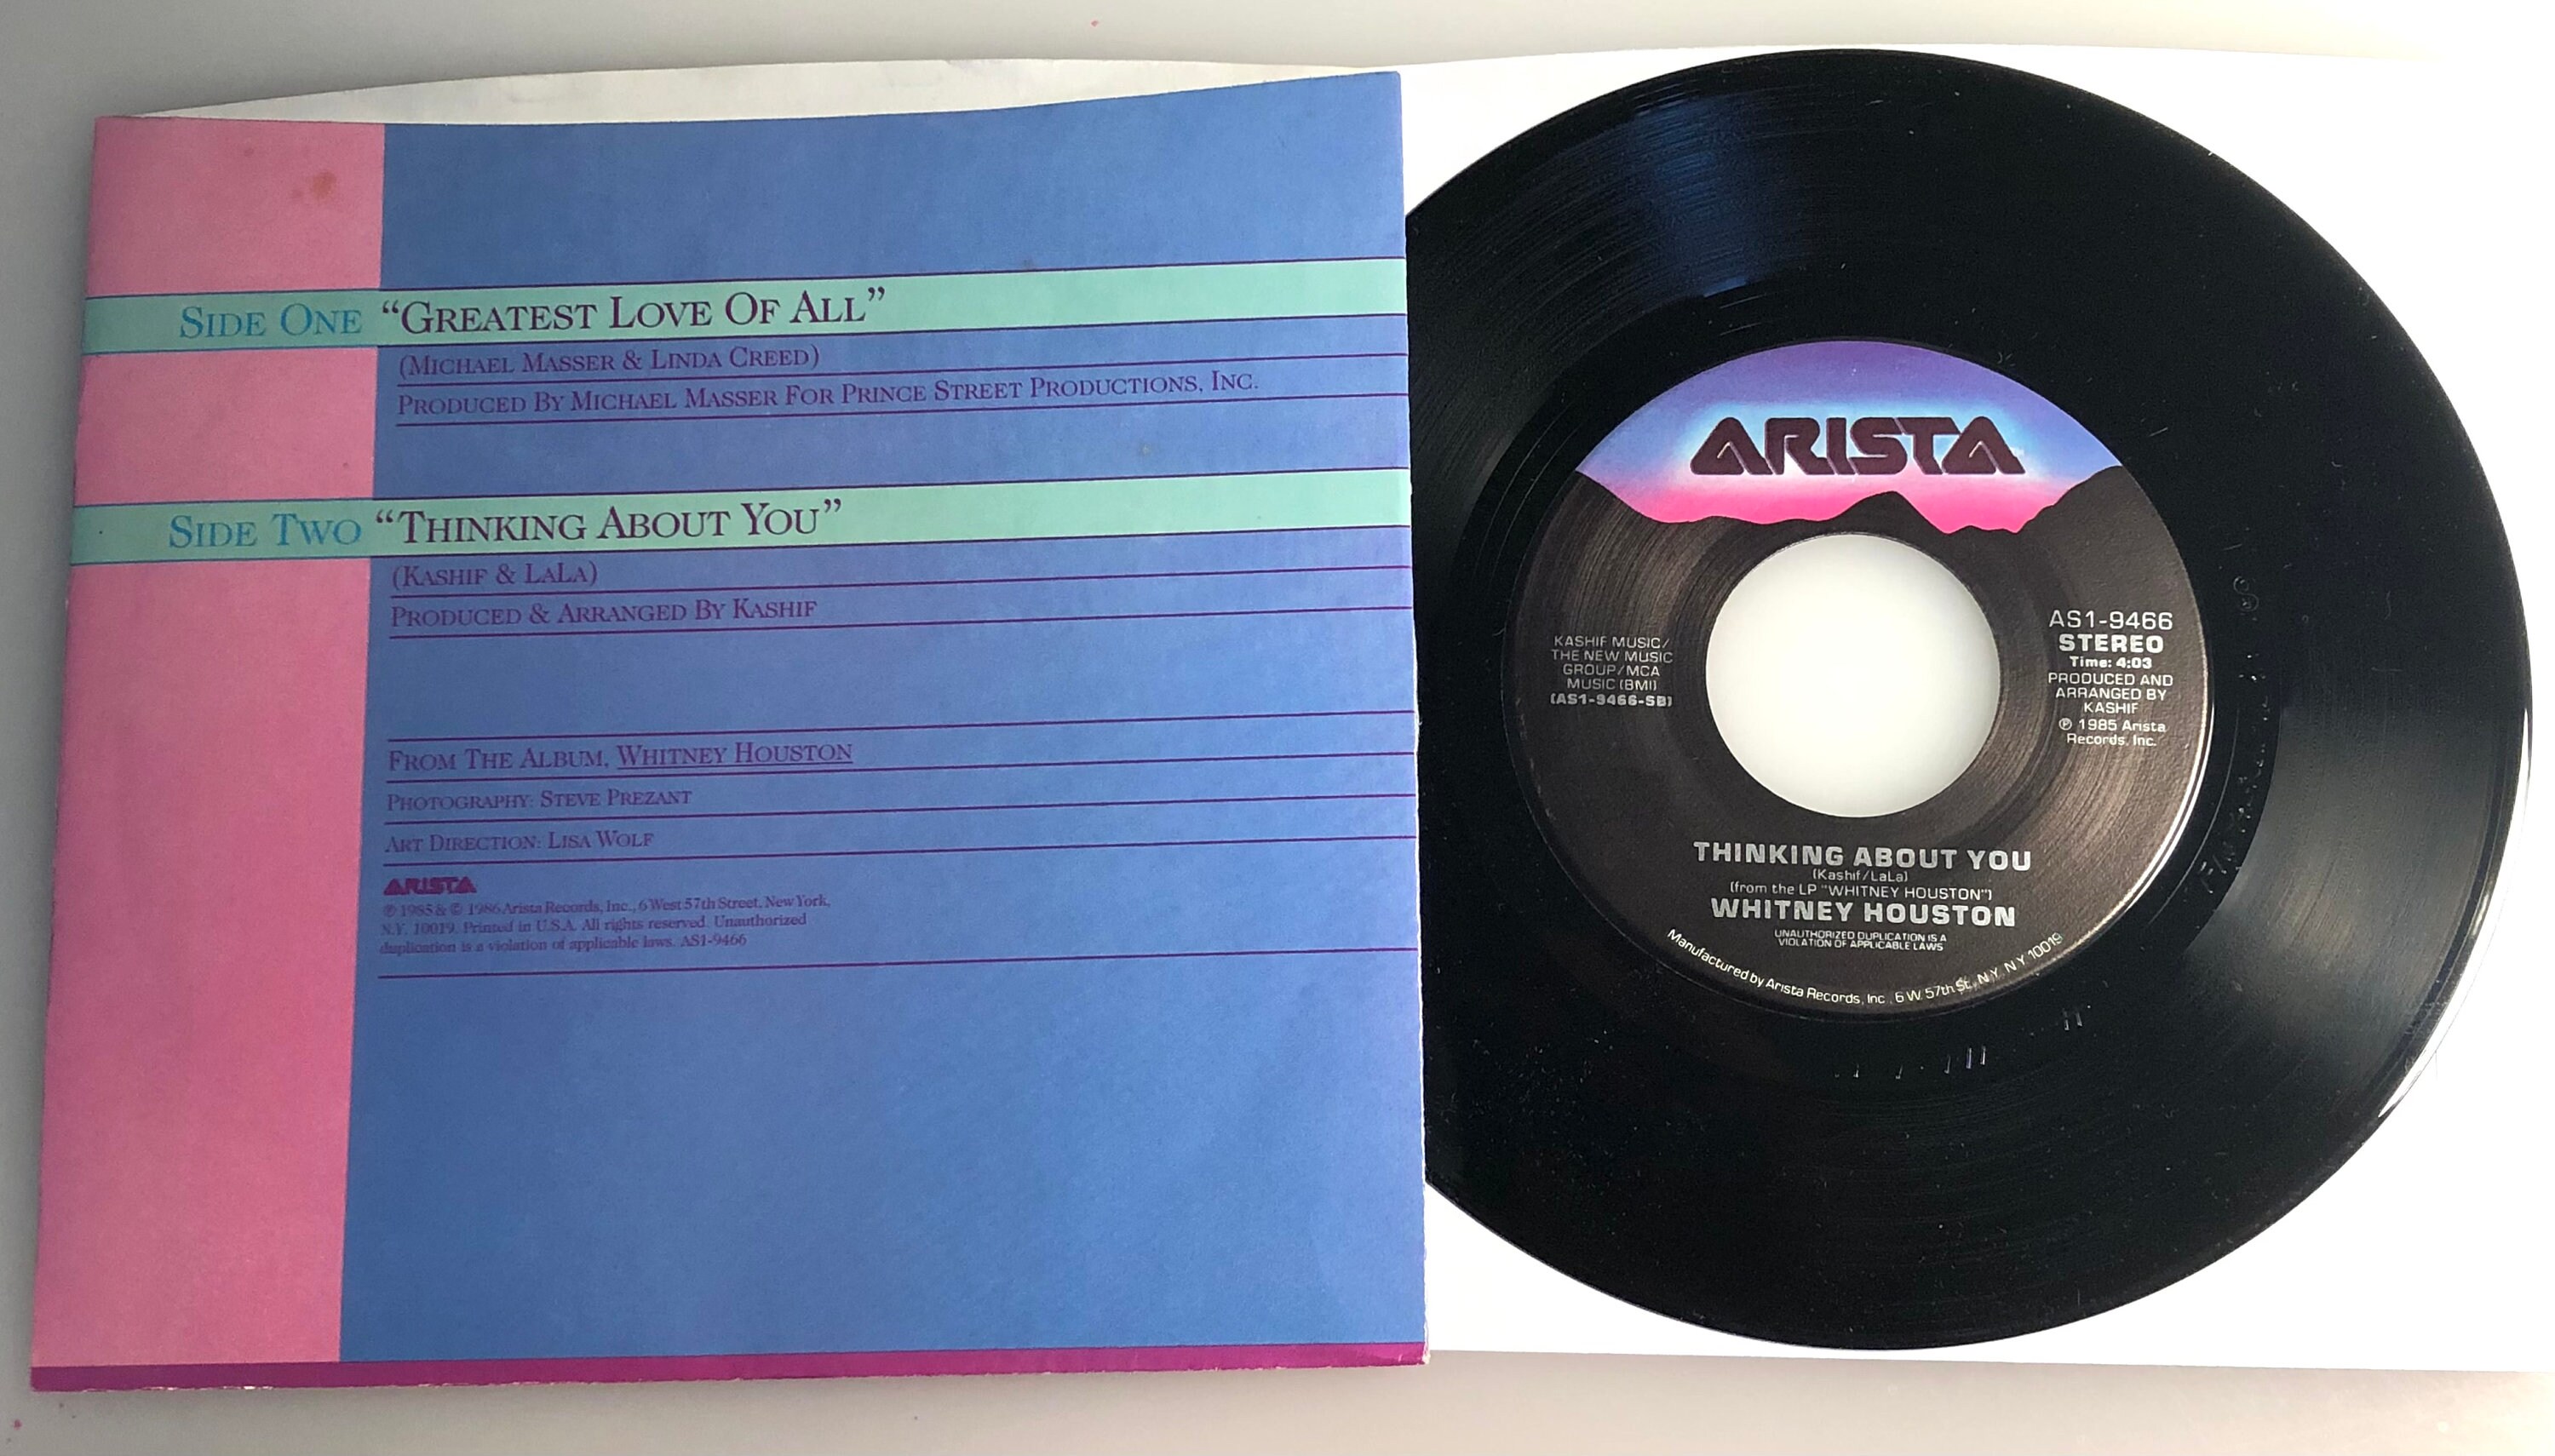 SIDE ONE “GREATEST LOVE OF ALL”
(MICHAEL MASSER & LINDA CREED)
PRODUCED BY MICHAEL MASSER FOR PRINCE STREET PRODUCTIONS, INC.
SIDE TWO “THINKING ABOUT YOU”
(KASHIF & LALA)
PRODUCED & ARRANGED BY KASHIF
FROM THE ALBUM, WHITNEY HOUSTON
PHOTOGRAPHY: STEVE PREZANT
ART DIRECTION: LISA WOLF
ARISTA
℗ 1985 & © 1986 Arista Records, Inc., 6 West 57th Street, New York,
N.Y. 10019. Printed in U.S.A. All rights reserved. Unauthorized
duplication is a violation of applicable laws. AS1-9466
ARISTA
KASHIF MUSIC/
THE NEW MUSIC
GROUP/MCA
MUSIC (BMI)
(AS1-9466-SB)
AS1-9466
STEREO
Time: 4:03
PRODUCED AND
ARRANGED BY
KASHIF
℗ 1985 Arista
Records, Inc.
THINKING ABOUT YOU
(Kashif/LaLa)
(from the LP "WHITNEY HOUSTON")
WHITNEY HOUSTON
UNAUTHORIZED DUPLICATION IS A
VIOLATION OF APPLICABLE LAWS
Manufactured by Arista Records, Inc., 6 W. 57th St., N.Y. N.Y. 10019